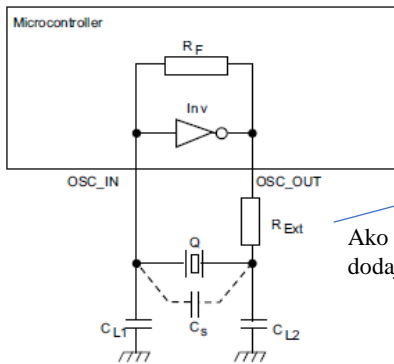 Microcontroller
RF
Inv
OSC_IN
OSC_OUT
RExt
Q
CS
CL1
CL2
Ako